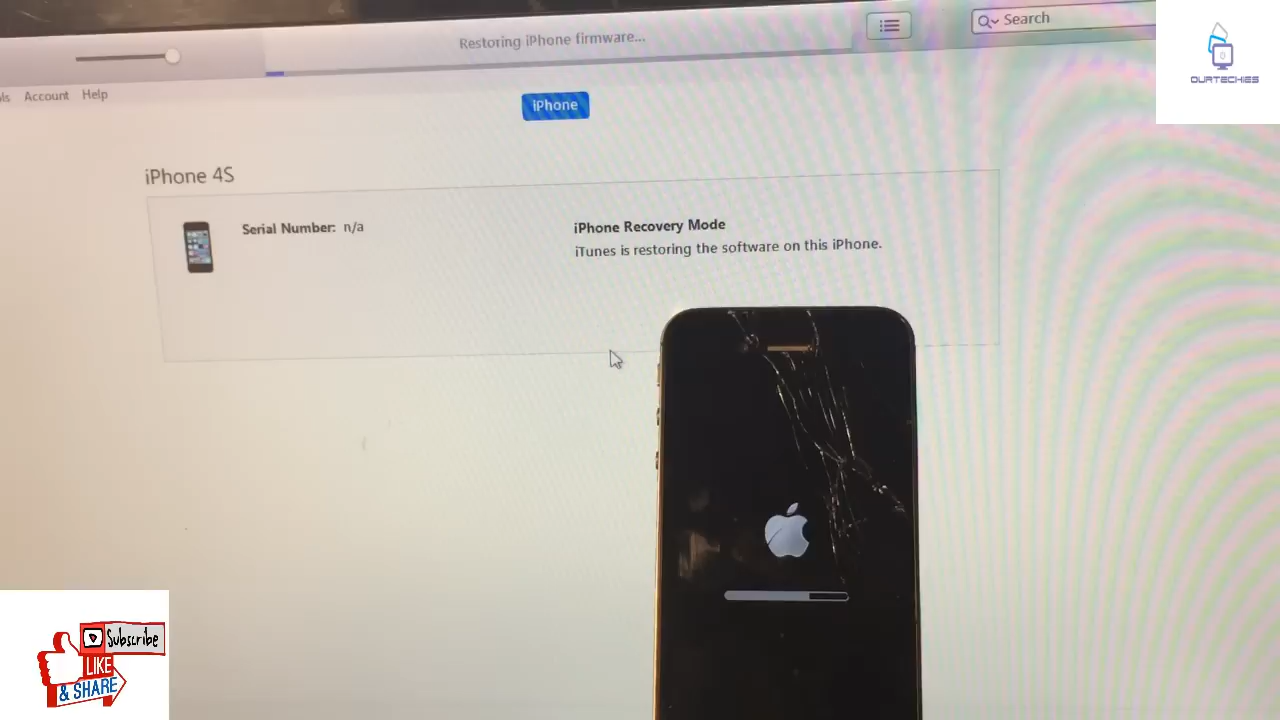 Restoring iPhone firmware...
Search
OURTECHIES
Account Help
iPhone
iPhone 4S
Serial Number: n/a
iPhone Recovery Mode
iTunes is restoring the software on this iPhone.
Subscribe
LIKE
& SHARE